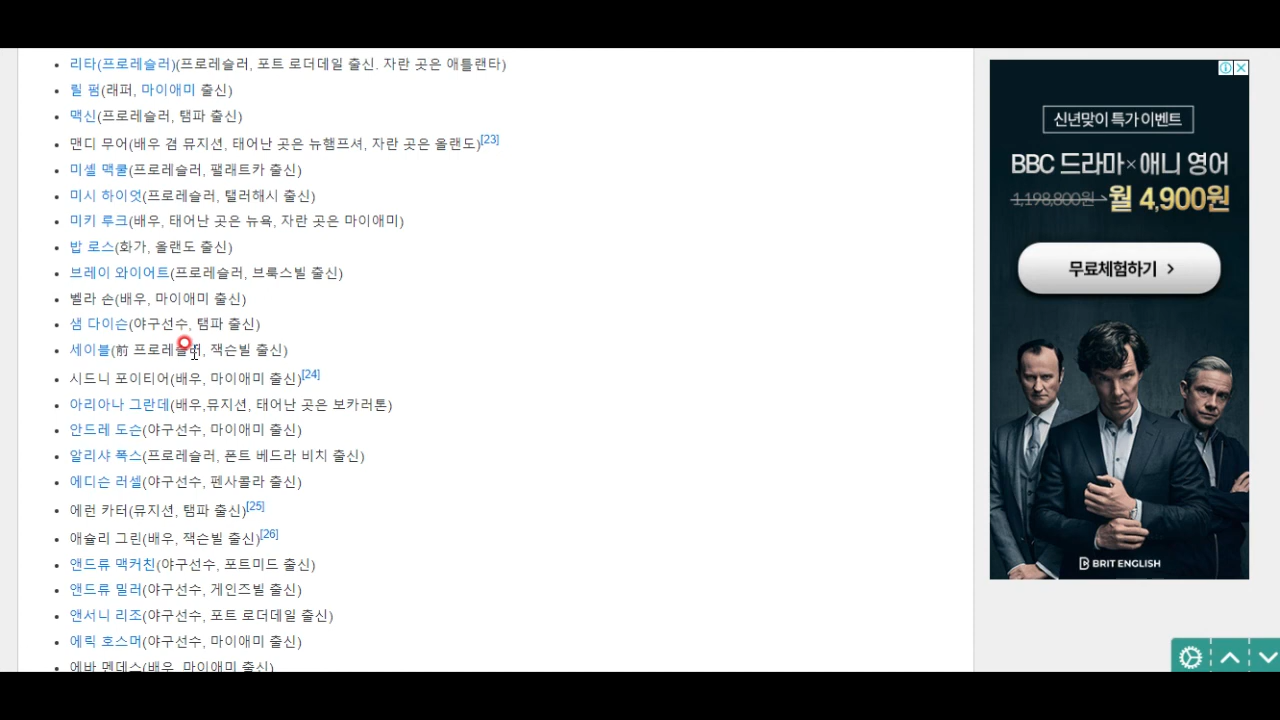 리타(프로레슬러)(프로레슬러, 포트 로더데일 출신. 자란 곳은 애틀랜타)
릴 펌(래퍼, 마이애미 출신)
맥신(프로레슬러, 탬파 출신)
맨디 무어(배우 겸 뮤지션, 태어난 곳은 뉴햄프셔, 자란 곳은 올랜도)[23]
미셸 맥쿨(프로레슬러, 팰래트카 출신)
미시 하이엇(프로레슬러, 탤러해시 출신)
미키 루크(배우, 태어난 곳은 뉴욕, 자란 곳은 마이애미)
밥 로스(화가, 올랜도 출신)
브레이 와이어트(프로레슬러, 브룩스빌 출신)
벨라 손(배우, 마이애미 출신)
샘 다이슨(야구선수, 탬파 출신)
세이블(前 프로레슬러, 잭슨빌 출신)
시드니 포이티어(배우, 마이애미 출신)[24]
아리아나 그란데(배우,뮤지션, 태어난 곳은 보카러톤)
안드레 도슨(야구선수, 마이애미 출신)
알리샤 폭스(프로레슬러, 폰트 베드라 비치 출신)
에디슨 러셀(야구선수, 펜사콜라 출신)
에런 카터(뮤지션, 탬파 출신)[25]
애슐리 그린(배우, 잭슨빌 출신)[26]
앤드류 맥커친(야구선수, 포트미드 출신)
앤드류 밀러(야구선수, 게인즈빌 출신)
앤서니 리조(야구선수, 포트 로더데일 출신)
에릭 호스머(야구선수, 마이애미 출신)
에바 멘데스(배우, 마이애미 출신)
신년맞이 특가 이벤트
BBC 드라마×애니 영어
1,198,800원 월 4,900원
무료체험하기 >
BRIT ENGLISH